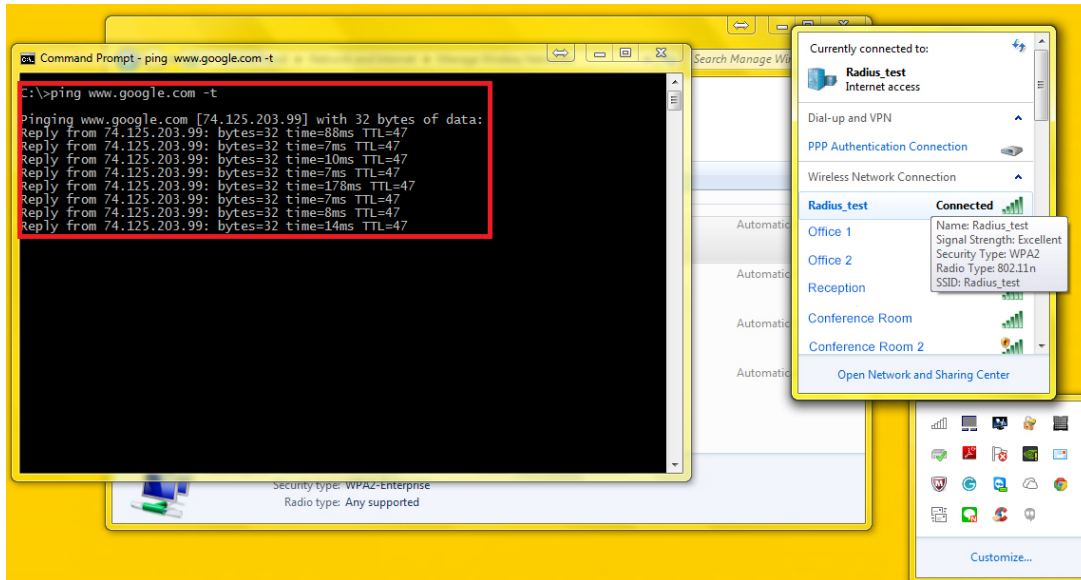 Command Prompt - ping www.google.com -t
Search Manage Wi
C:\>ping www.google.com -t
Pinging www.google.com [74.125.203.99] with 32 bytes of data:
Reply from 74.125.203.99: bytes=32 time=88ms TTL=47
Reply from 74.125.203.99: bytes=32 time=7ms TTL=47
Reply from 74.125.203.99: bytes=32 time=10ms TTL=47
Reply from 74.125.203.99: bytes=32 time=7ms TTL=47
Reply from 74.125.203.99: bytes=32 time=178ms TTL=47
Reply from 74.125.203.99: bytes=32 time=7ms TTL=47
Reply from 74.125.203.99: bytes=32 time=8ms TTL=47
Reply from 74.125.203.99: bytes=32 time=14ms TTL=47
Automatic
Automatic
Automatic
Automatic
Security type: WPA2-Enterprise
Radio type: Any supported
Currently connected to:
Radius_test
Internet access
Dial-up and VPN
PPP Authentication Connection
Wireless Network Connection
Radius_test Connected
Office 1
Office 2
Reception
Conference Room
Conference Room 2
Name: Radius_test
Signal Strength: Excellent
Security Type: WPA2
Radio Type: 802.11n
SSID: Radius_test
Open Network and Sharing Center
Customize...